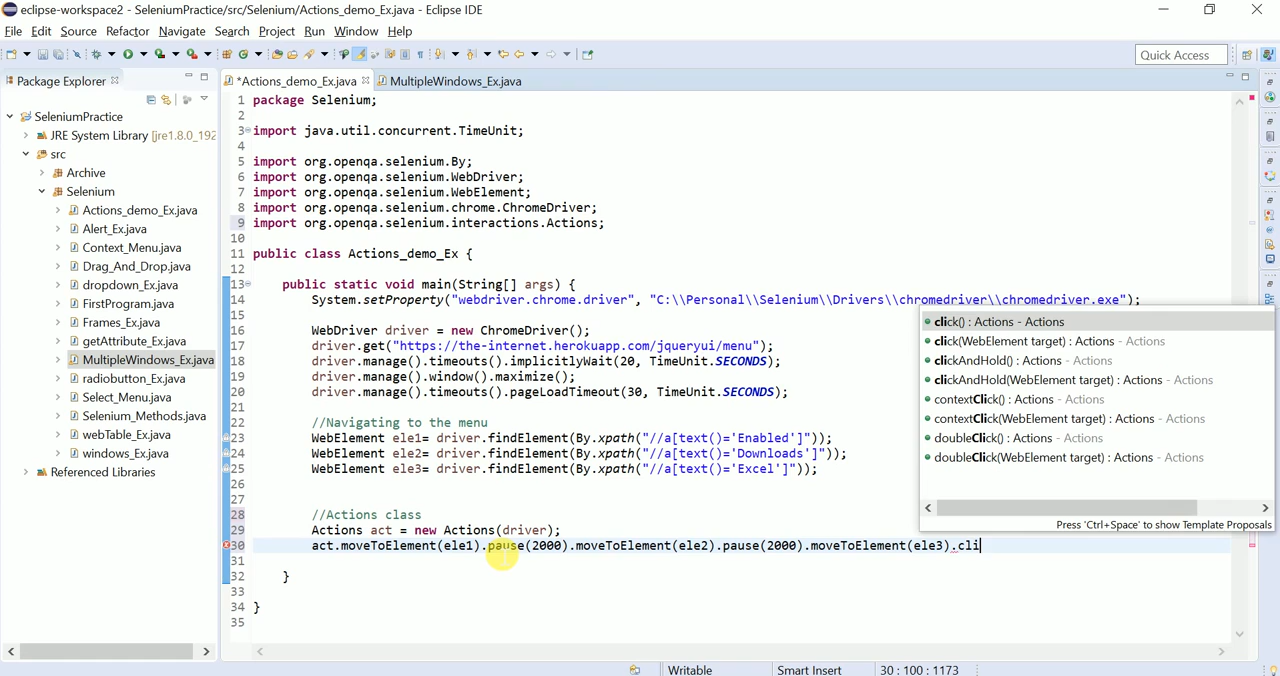 eclipse-workspace2 - SeleniumPractice/src/Selenium/Actions_demo_Ex.java - Eclipse IDE
File Edit Source Refactor Navigate Search Project Run Window Help
Quick Access
Package Explorer
*Actions_demo_Ex.java MultipleWindows_Ex.java
SeleniumPractice
JRE System Library [jre1.8.0_192
src
Archive
Selenium
Actions_demo_Ex.java
Alert_Ex.java
Context_Menu.java
Drag_And_Drop.java
dropdown_Ex.java
FirstProgram.java
Frames_Ex.java
getAttribute_Ex.java
MultipleWindows_Ex.java
radiobutton_Ex.java
Select_Menu.java
Selenium_Methods.java
webTable_Ex.java
windows_Ex.java
Referenced Libraries
1 package Selenium;
2
3 import java.util.concurrent.TimeUnit;
4
5 import org.openqa.selenium.By;
6 import org.openqa.selenium.WebDriver;
7 import org.openqa.selenium.WebElement;
8 import org.openqa.selenium.chrome.ChromeDriver;
9 import org.openqa.selenium.interactions.Actions;
10
11 public class Actions_demo_Ex {
12
13 public static void main(String[] args) {
14 System.setProperty("webdriver.chrome.driver", "C:\\Personal\\Selenium\\Drivers\\chromedriver\\chromedriver.exe");
15
16 WebDriver driver = new ChromeDriver();
17 driver.get("https://the-internet.herokuapp.com/jqueryui/menu");
18 driver.manage().timeouts().implicitlyWait(20, TimeUnit.SECONDS);
19 driver.manage().window().maximize();
20 driver.manage().timeouts().pageLoadTimeout(30, TimeUnit.SECONDS);
21
22 //Navigating to the menu
23 WebElement ele1= driver.findElement(By.xpath("//a[text()='Enabled']"));
24 WebElement ele2= driver.findElement(By.xpath("//a[text()='Downloads']"));
25 WebElement ele3= driver.findElement(By.xpath("//a[text()='Excel']"));
26
27
28 //Actions class
29 Actions act = new Actions(driver);
30 act.moveToElement(ele1).pause(2000).moveToElement(ele2).pause(2000).moveToElement(ele3).cli
31
32 }
33
34 }
35
click() : Actions - Actions
click(WebElement target) : Actions - Actions
clickAndHold() : Actions - Actions
clickAndHold(WebElement target) : Actions - Actions
contextClick() : Actions - Actions
contextClick(WebElement target) : Actions - Actions
doubleClick() : Actions - Actions
doubleClick(WebElement target) : Actions - Actions
Press 'Ctrl+Space' to show Template Proposals
Writable Smart Insert 30 : 100 : 1173